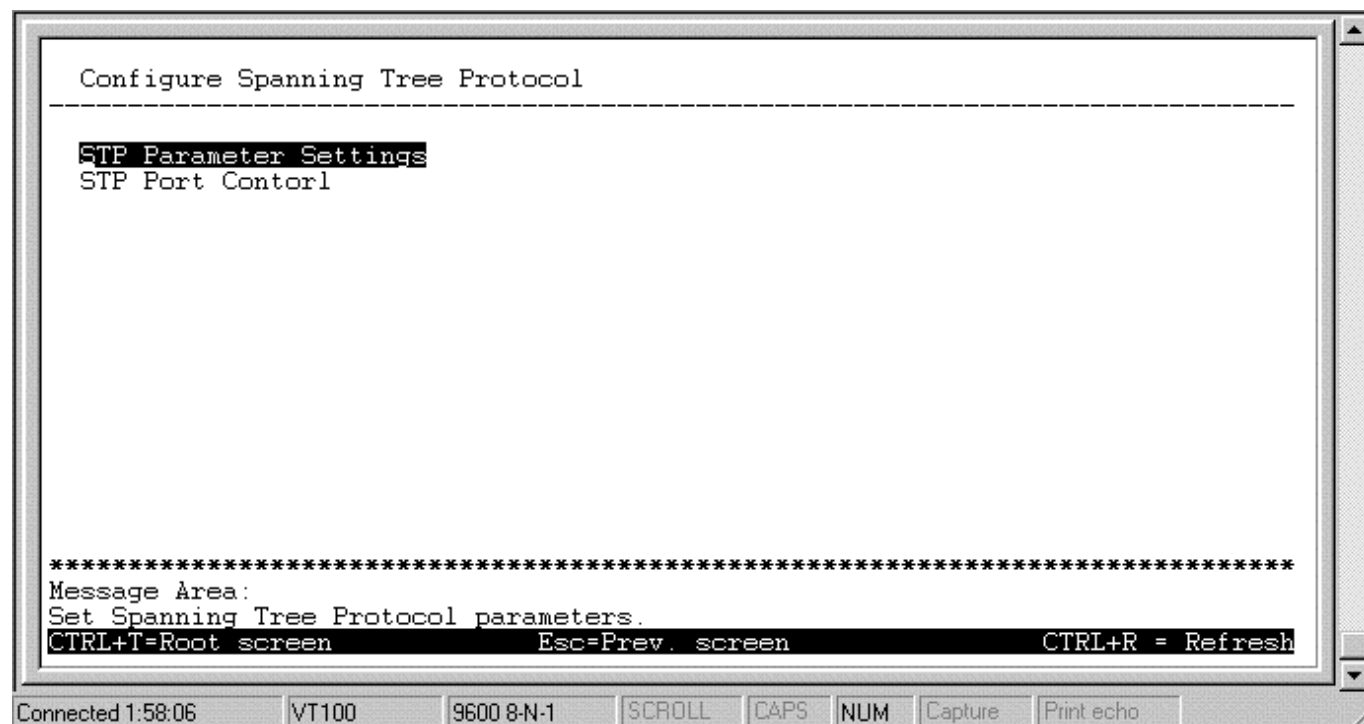 Configure Spanning Tree Protocol
--------------------------------------------------------------------------------
STP Parameter Settings
STP Port Contorl
********************************************************************************
Message Area:
Set Spanning Tree Protocol parameters.
CTRL+T=Root screen Esc=Prev. screen CTRL+R = Refresh
Connected 1:58:06 VT100 9600 8-N-1 SCROLL CAPS NUM Capture Print echo